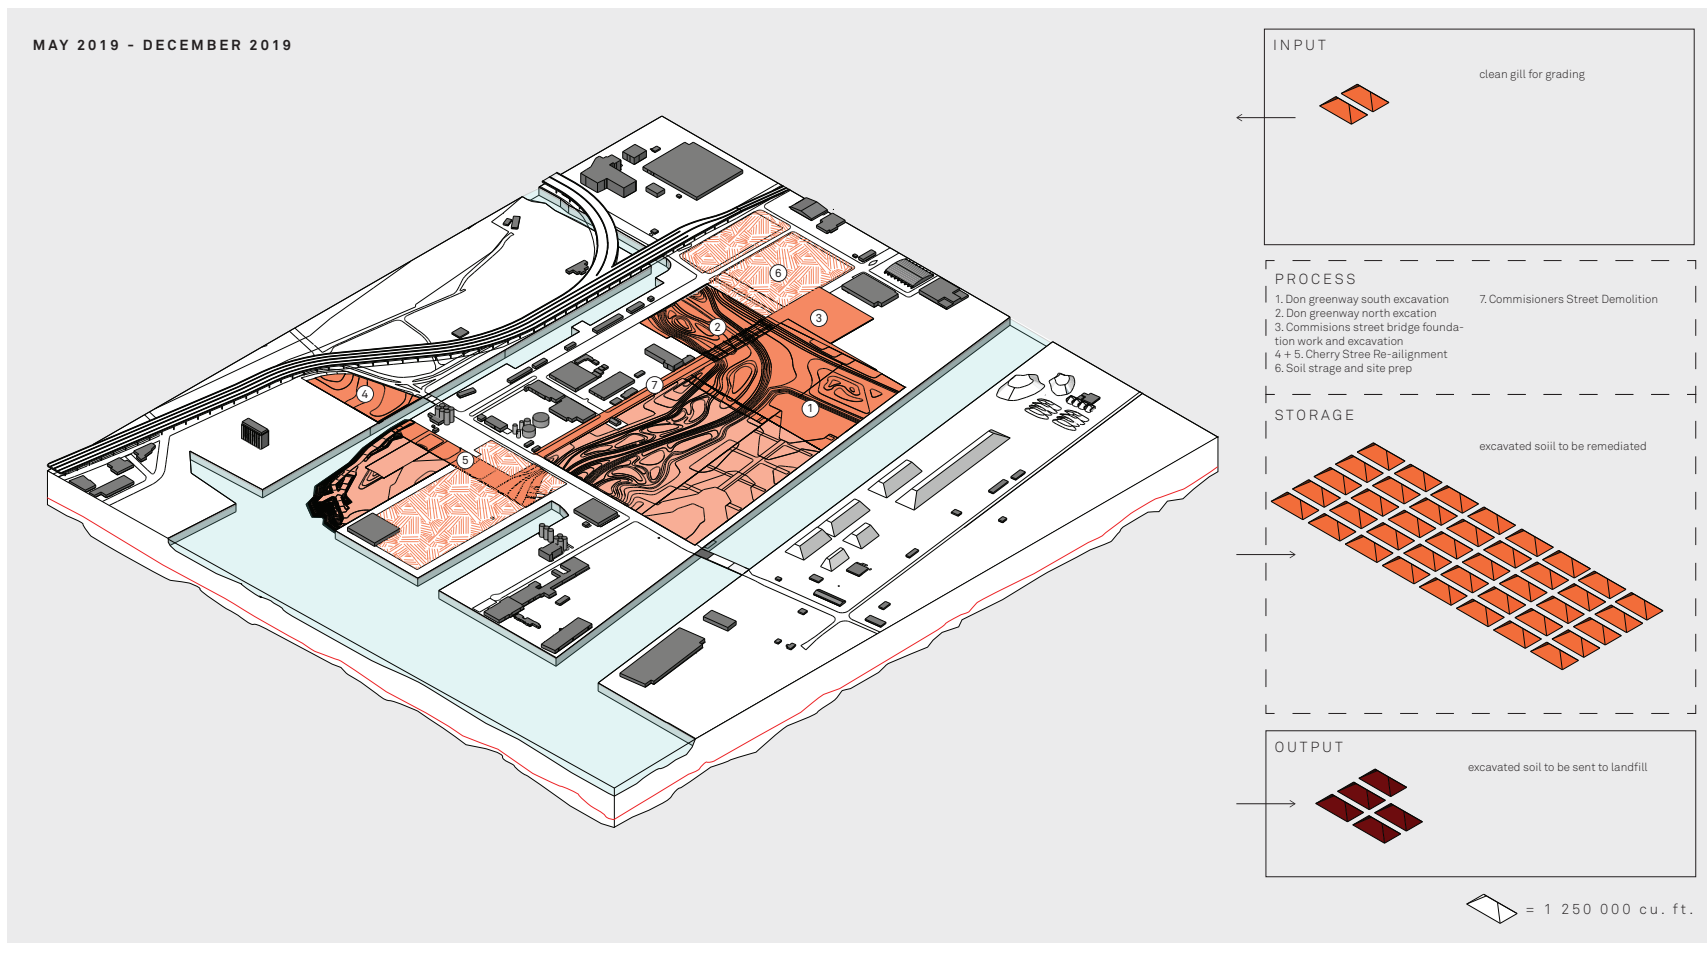 MAY 2019 - DECEMBER 2019
INPUT
clean gill for grading
PROCESS
1. Don greenway south excavation
2. Don greenway north excation
3. Commisions street bridge founda-
tion work and excavation
4 + 5. Cherry Stree Re-ailignment
6. Soil strage and site prep
7. Commisioners Street Demolition
STORAGE
excavated soiil to be remediated
OUTPUT
excavated soil to be sent to landfill
= 1 250 000 cu. ft.
6
3
2
7
4
1
5